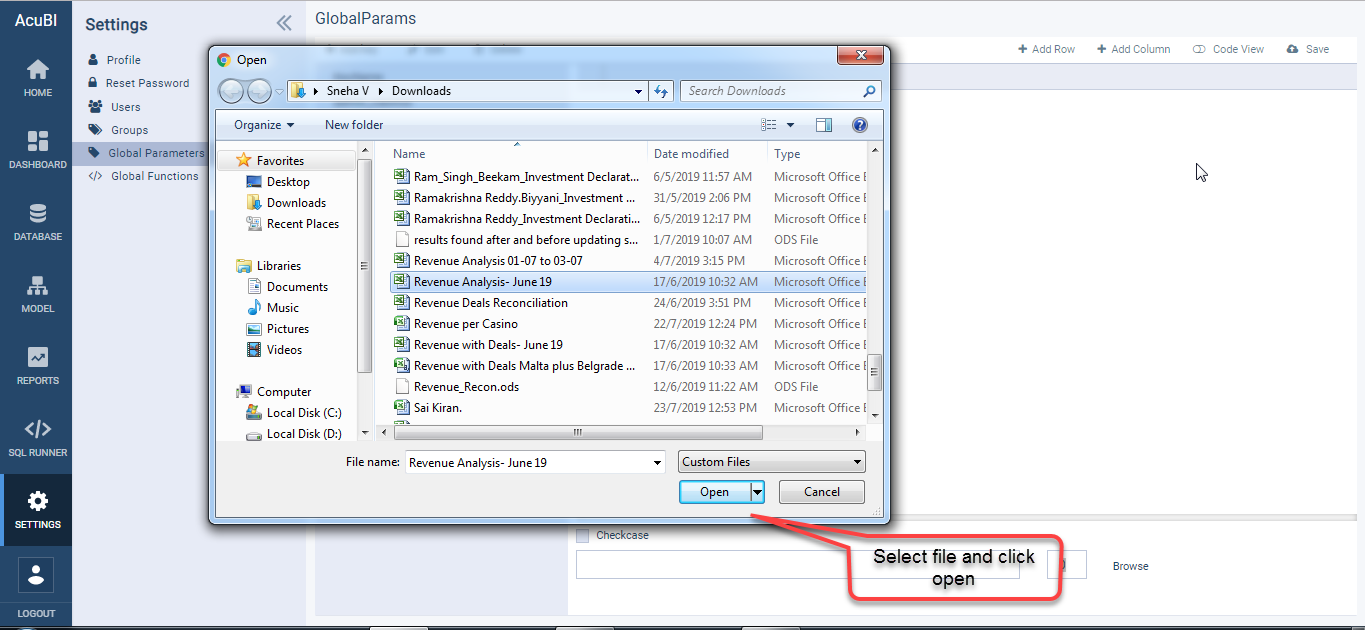 AcuBI
HOME
DASHBOARD
DATABASE
MODEL
REPORTS
SQL RUNNER
SETTINGS
LOGOUT
Settings
Profile
Reset Password
Users
Groups
Global Parameters
Global Functions
GlobalParams
Add Row
Add Column
Code View
Save
Open
Sneha V
Downloads
Search Downloads
Organize
New folder
Favorites
Desktop
Downloads
Recent Places
Libraries
Documents
Music
Pictures
Videos
Computer
Local Disk (C:)
Local Disk (D:)
Name Date modified Type
Ram_Singh_Beekam_Investment Declarat... 6/5/2019 11:57 AM Microsoft Office E
Ramakrishna Reddy.Biyyani_Investment ... 31/5/2019 2:06 PM Microsoft Office E
Ramakrishna Reddy_Investment Declarati... 6/5/2019 12:17 PM Microsoft Office E
results found after and before updating s... 1/7/2019 10:07 AM ODS File
Revenue Analysis 01-07 to 03-07 4/7/2019 3:15 PM Microsoft Office E
Revenue Analysis- June 19 17/6/2019 10:32 AM Microsoft Office E
Revenue Deals Reconciliation 24/6/2019 3:51 PM Microsoft Office E
Revenue per Casino 22/7/2019 12:24 PM Microsoft Office E
Revenue with Deals- June 19 17/6/2019 10:32 AM Microsoft Office E
Revenue with Deals Malta plus Belgrade ... 17/6/2019 10:33 AM Microsoft Office E
Revenue_Recon.ods 12/6/2019 11:22 AM ODS File
Sai Kiran. 23/7/2019 12:53 PM Microsoft Office E
File name: Revenue Analysis- June 19
Custom Files
Open
Cancel
Checkcase
Browse
Select file and click
open